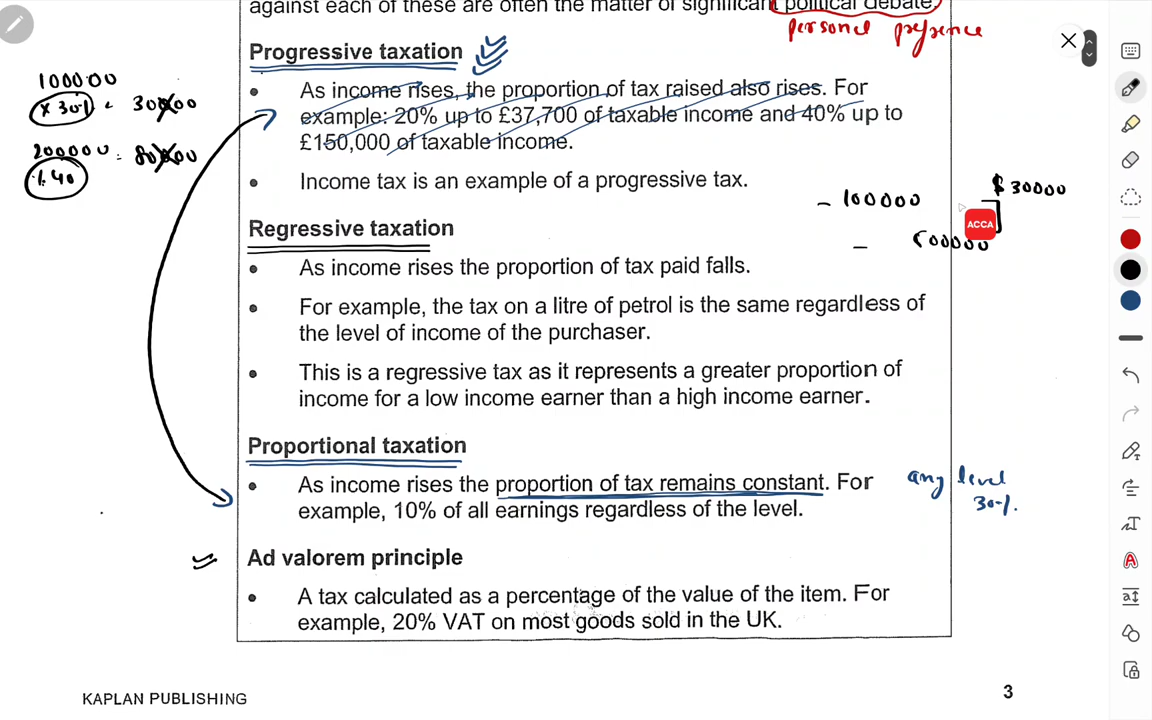 against each of these are often the matter of significant political debate.
personel
Progressive taxation
• As income rises, the proportion of tax raised also rises. For
example: 20% up to £37,700 of taxable income and 40% up to
£150,000 of taxable income.
100000
x 30% = 30000
200000 = 80000
% 40
• Income tax is an example of a progressive tax.
$ 30000
- 100000
ACCA
Regressive taxation
• As income rises the proportion of tax paid falls.
• For example, the tax on a litre of petrol is the same regardless of
the level of income of the purchaser.
• This is a regressive tax as it represents a greater proportion of
income for a low income earner than a high income earner.
Proportional taxation
• As income rises the proportion of tax remains constant. For
example, 10% of all earnings regardless of the level.
any level
30%.
Ad valorem principle
• A tax calculated as a percentage of the value of the item. For
example, 20% VAT on most goods sold in the UK.
KAPLAN PUBLISHING
3